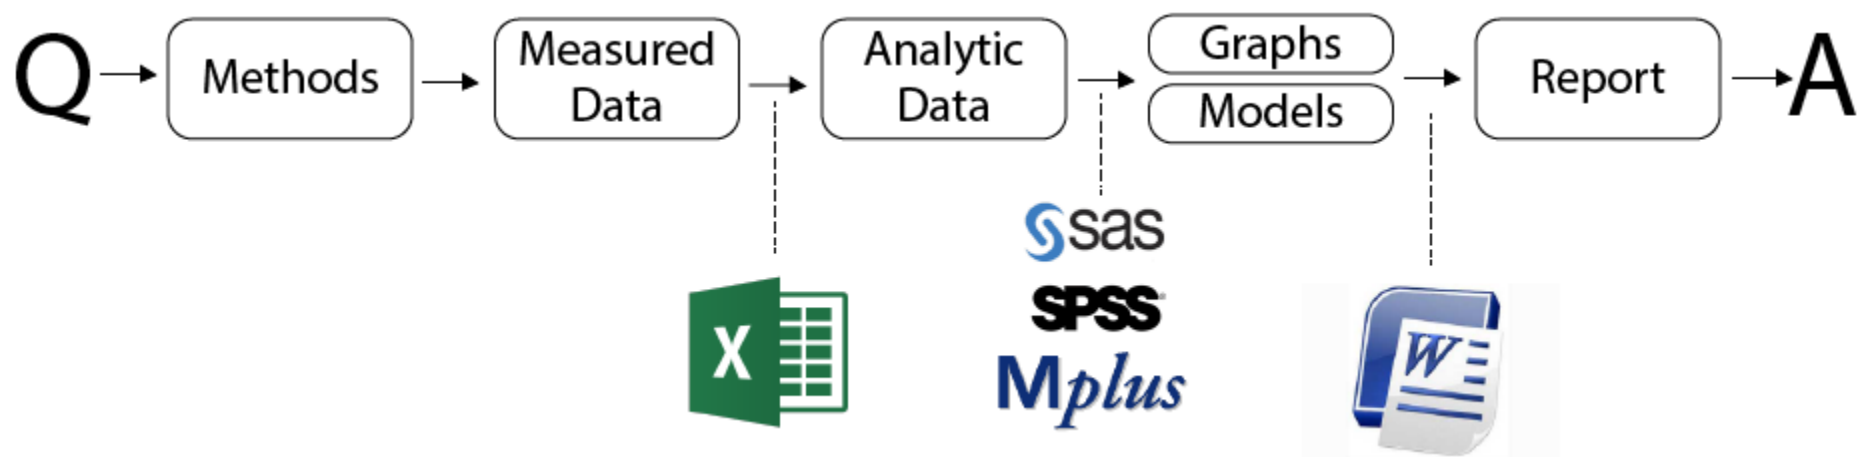 Q
Methods
Measured
Data
Analytic
Data
Graphs
Models
Report
A
sas
SPSS
Mplus
X
W